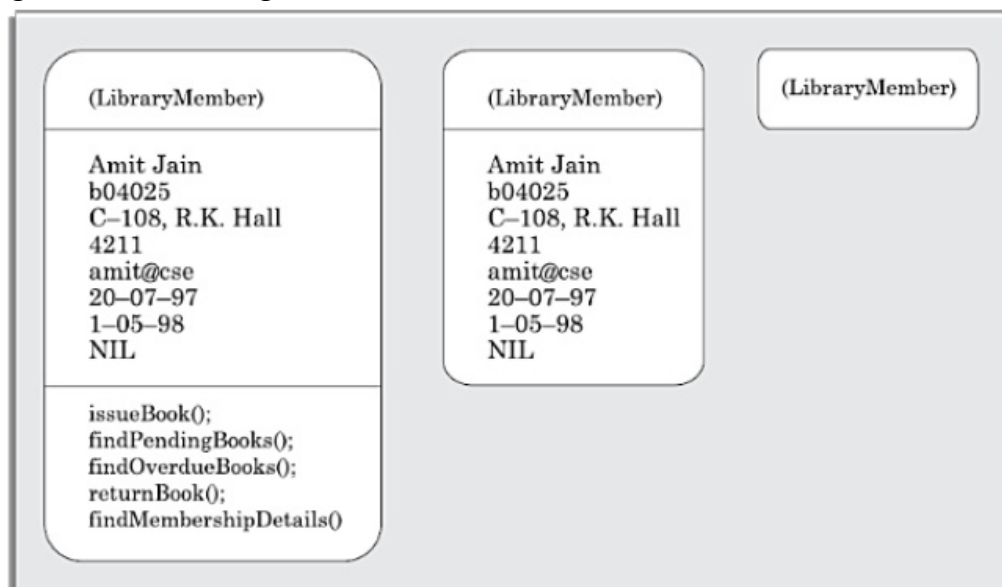 (LibraryMember)
Amit Jain
b04025
C–108, R.K. Hall
4211
amit@cse
20–07–97
1–05–98
NIL
issueBook();
findPendingBooks();
findOverdueBooks();
returnBook();
findMembershipDetails()
(LibraryMember)
Amit Jain
b04025
C–108, R.K. Hall
4211
amit@cse
20–07–97
1–05–98
NIL
(LibraryMember)